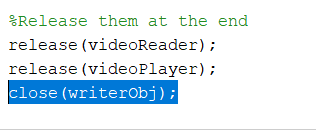 %Release them at the end
release(videoReader);
release(videoPlayer);
close(writerObj);